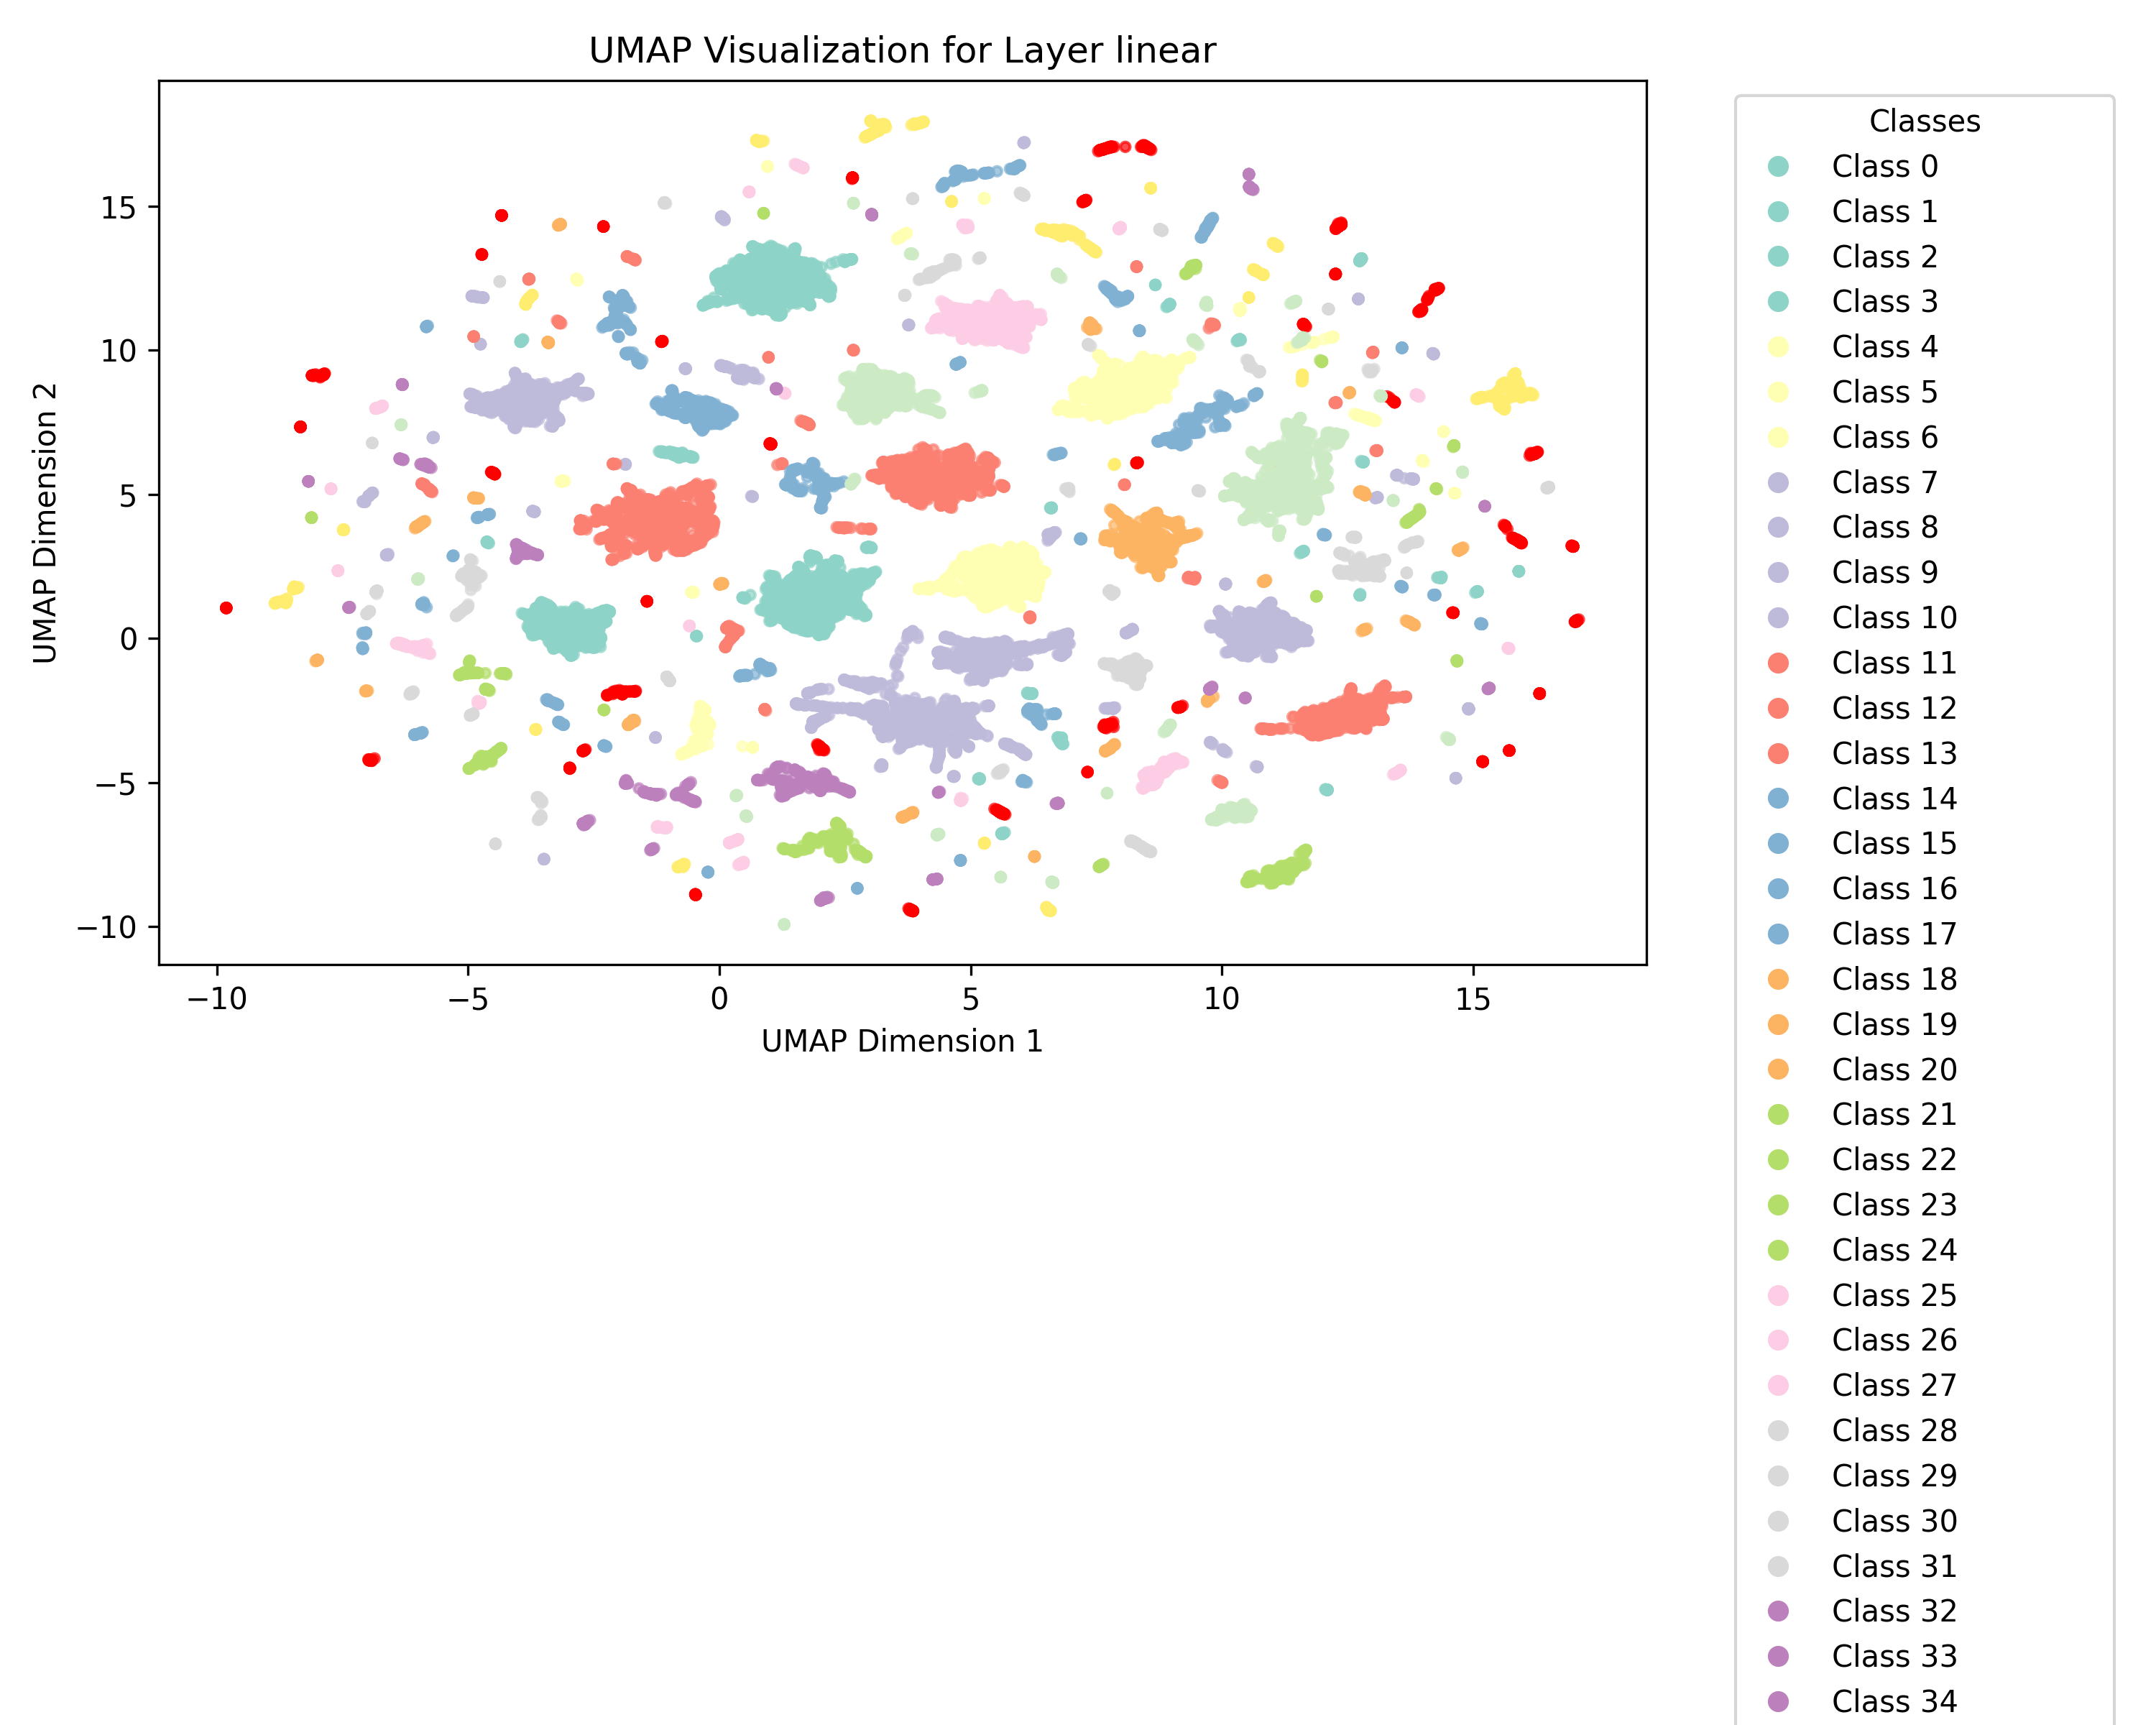 UMAP Visualization for Layer linear
15
10
5
0
−5
−10
UMAP Dimension 2
−10 −5 0 5 10 15
UMAP Dimension 1
Classes
Class 0
Class 1
Class 2
Class 3
Class 4
Class 5
Class 6
Class 7
Class 8
Class 9
Class 10
Class 11
Class 12
Class 13
Class 14
Class 15
Class 16
Class 17
Class 18
Class 19
Class 20
Class 21
Class 22
Class 23
Class 24
Class 25
Class 26
Class 27
Class 28
Class 29
Class 30
Class 31
Class 32
Class 33
Class 34